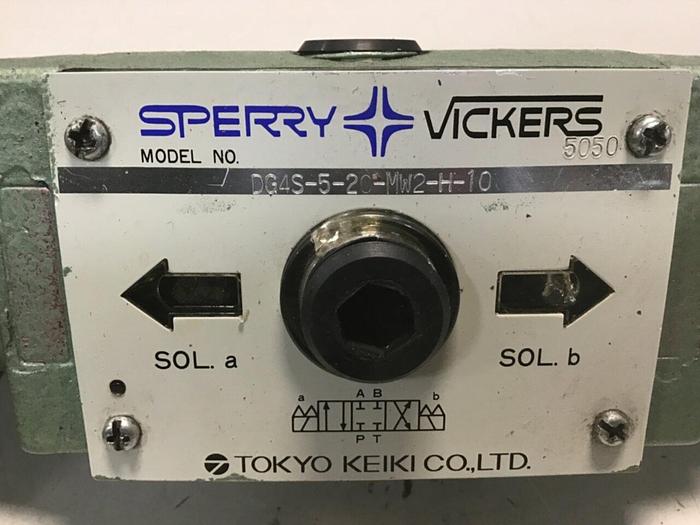 SPERRY VICKERS
5050
MODEL NO.
DG4S-5-2C-MW2-H-10
SOL. a SOL. b
a A B b
P T
TOKYO KEIKI CO.,LTD.